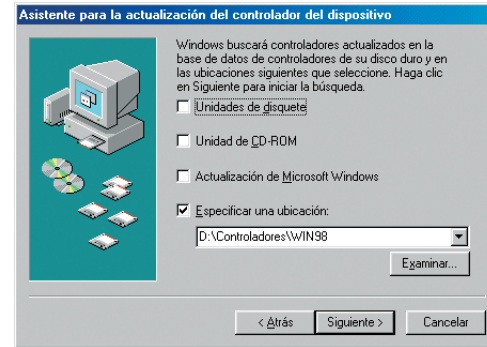 Asistente para la actualización del controlador del dispositivo
Windows buscará controladores actualizados en la
base de datos de controladores de su disco duro y en
las ubicaciones siguientes que seleccione. Haga clic
en Siguiente para iniciar la búsqueda.
Unidades de disquete
Unidad de CD-ROM
Actualización de Microsoft Windows
Especificar una ubicación:
D:\Controladores\WIN98
Examinar...
< Atrás
Siguiente >
Cancelar